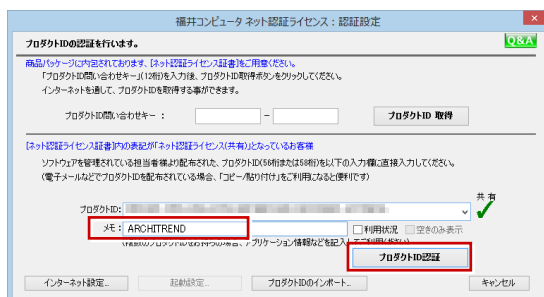 福井コンピュータ ネット認証ライセンス：認証設定
プロダクトIDの認証を行います。
Q&A
商品パッケージに内包されております、[ネット認証ライセンス証書]をご用意ください。
「プロダクトID問い合わせキー」(12桁)を入力後、プロダクトID取得ボタンをクリックしてください。
インターネットを通して、プロダクトIDを取得する事ができます。
プロダクトID問い合わせキー ：
－
プロダクトID 取得
[ネット認証ライセンス証書]内の表記が「ネット認証ライセンス(共有)」となっているお客様
ソフトウェアを管理されている担当者様より配布された、プロダクトID(56桁または58桁)を以下の入力欄に直接入力してください。
(電子メールなどでプロダクトIDを配布されている場合、「コピー/貼り付け」をご利用になると便利です)
プロダクトID:
共 有
メモ： ARCHITREND
利用状況
空きのみ表示
プロダクトID認証
インターネット設定...
起動設定...
プロダクトIDのインポート...
キャンセル